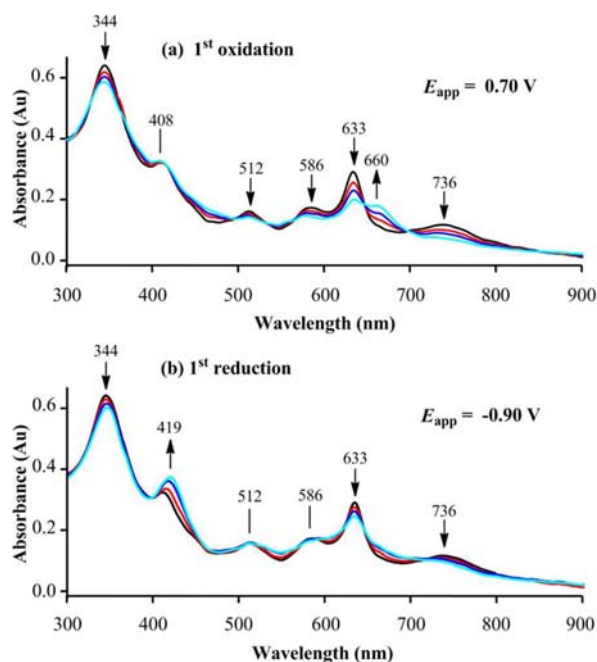 344
(a) 1st oxidation
Eapp = 0.70 V
633
408
660
512
586
736
0.6
0.4
0.2
0.0
Absorbance (Au)
300 400 500 600 700 800 900
Wavelength (nm)
344
(b) 1st reduction
Eapp = -0.90 V
419
633
512
586
736
0.6
0.4
0.2
0.0
Absorbance (Au)
300 400 500 600 700 800 900
Wavelength (nm)